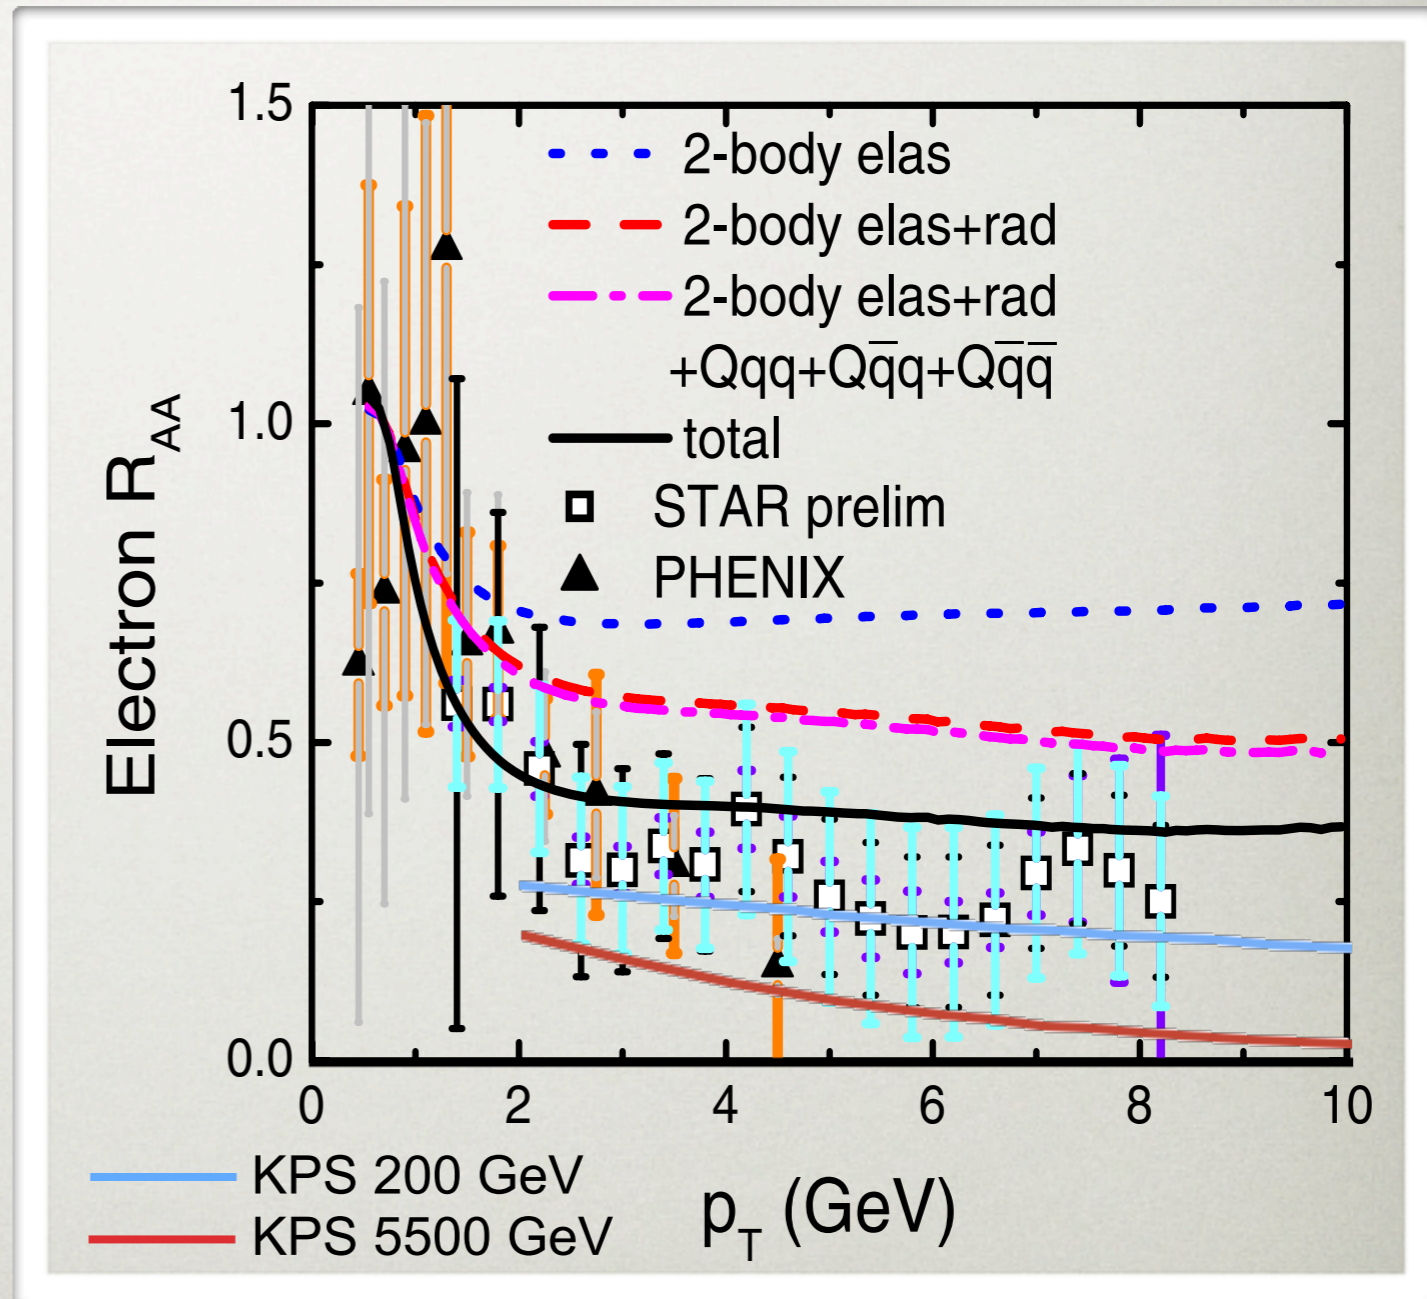 1.5
1.0
0.5
0.0
Electron R_AA
2-body elas
2-body elas+rad
2-body elas+rad
+Qqq+Qq̅q+Qq̅q̅
total
STAR prelim
PHENIX
0 2 4 6 8 10
p_T (GeV)
KPS 200 GeV
KPS 5500 GeV